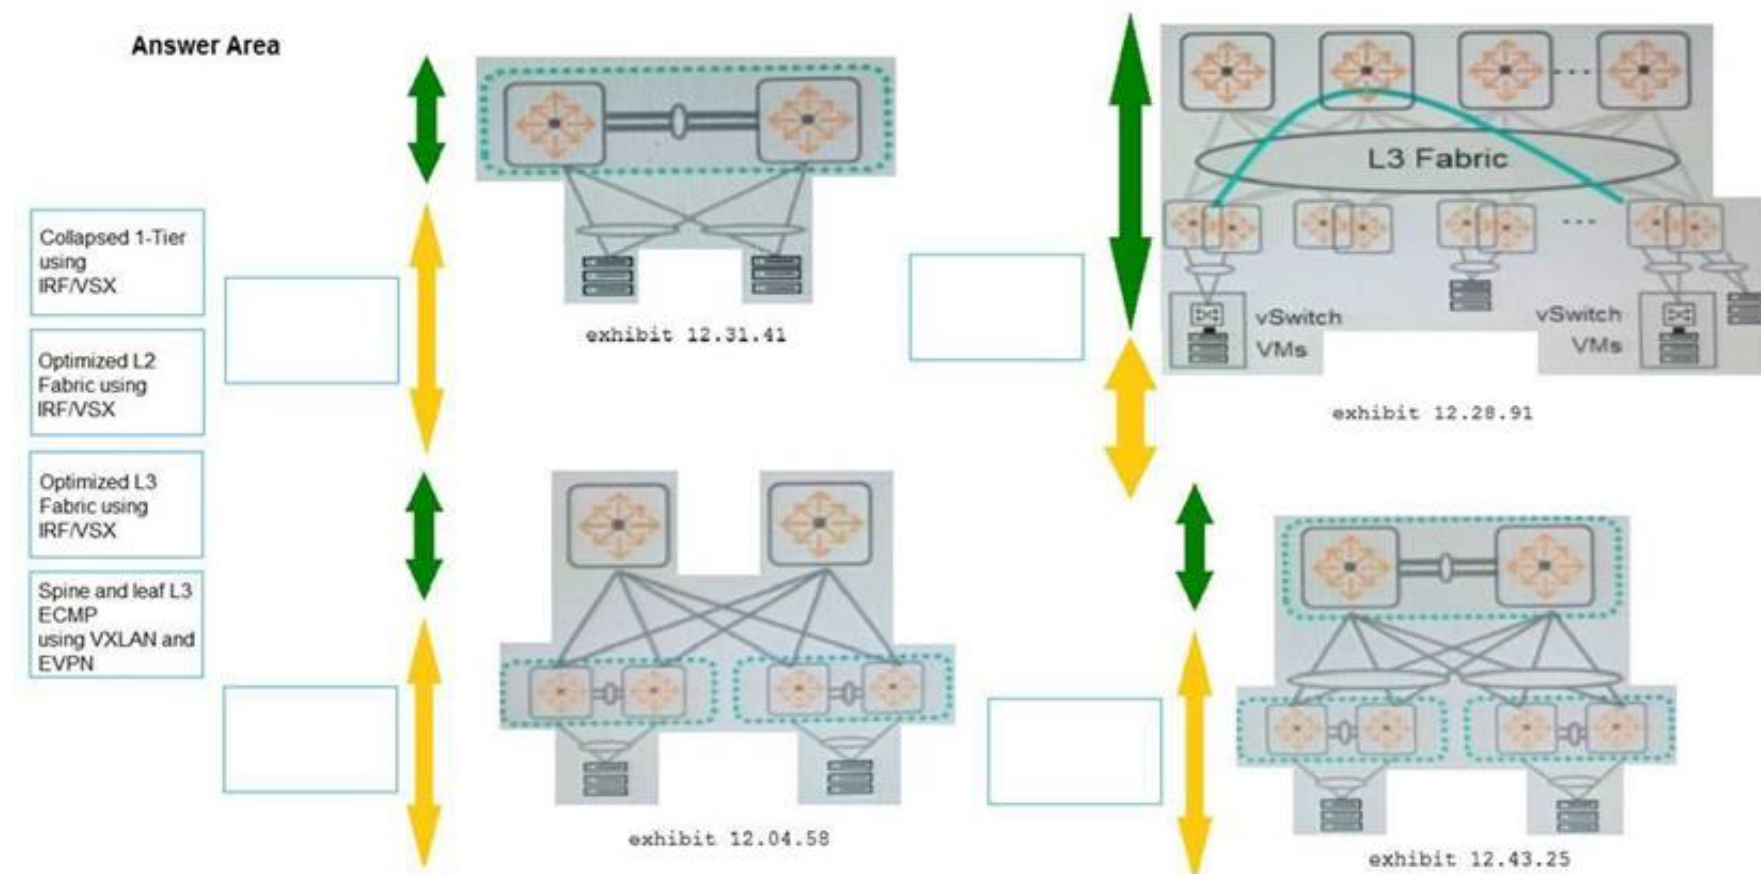 Answer Area
Collapsed 1-Tier
using
IRF/VSX
Optimized L2
Fabric using
IRF/VSX
Optimized L3
Fabric using
IRF/VSX
Spine and leaf L3
ECMP
using VXLAN and
EVPN
exhibit 12.31.41
L3 Fabric
vSwitch
VMs
vSwitch
VMs
exhibit 12.28.91
exhibit 12.04.58
exhibit 12.43.25